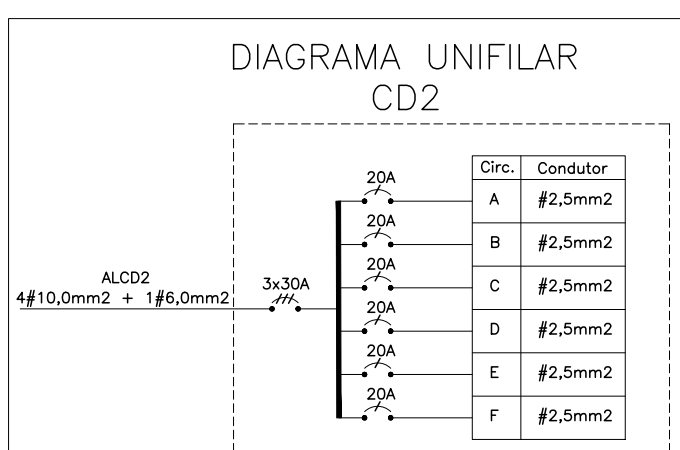 DIAGRAMA UNIFILAR
CD2
Circ. Condutor
20A
A #2,5mm2
20A
B #2,5mm2
20A
C #2,5mm2
ALCD2
4#10,0mm2 + 1#6,0mm2
3x30A
20A
D #2,5mm2
20A
E #2,5mm2
20A
F #2,5mm2